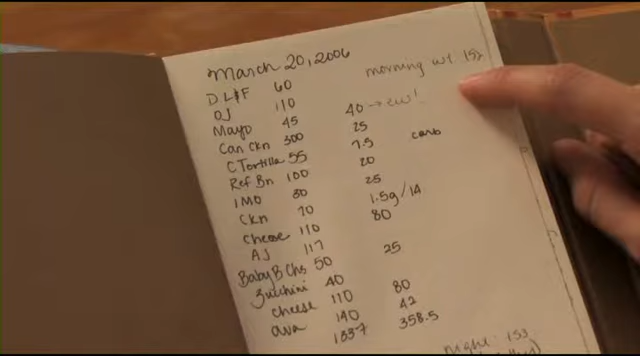 March 20, 2006
morning wt 152
DL&F 60
OJ 110
Mayo 45 40 → ew!
Can Ckn 300 25
C Tortilla 55 7.5 carb
Ref Bn 100 20
IMO 80 25
Ckn 70 1.5g/14
cheese 110 80
AJ 117
Baby B Chs 50 25
Zucchini 40
cheese 110 80
ava 140 42
1337 358.5
night: 153